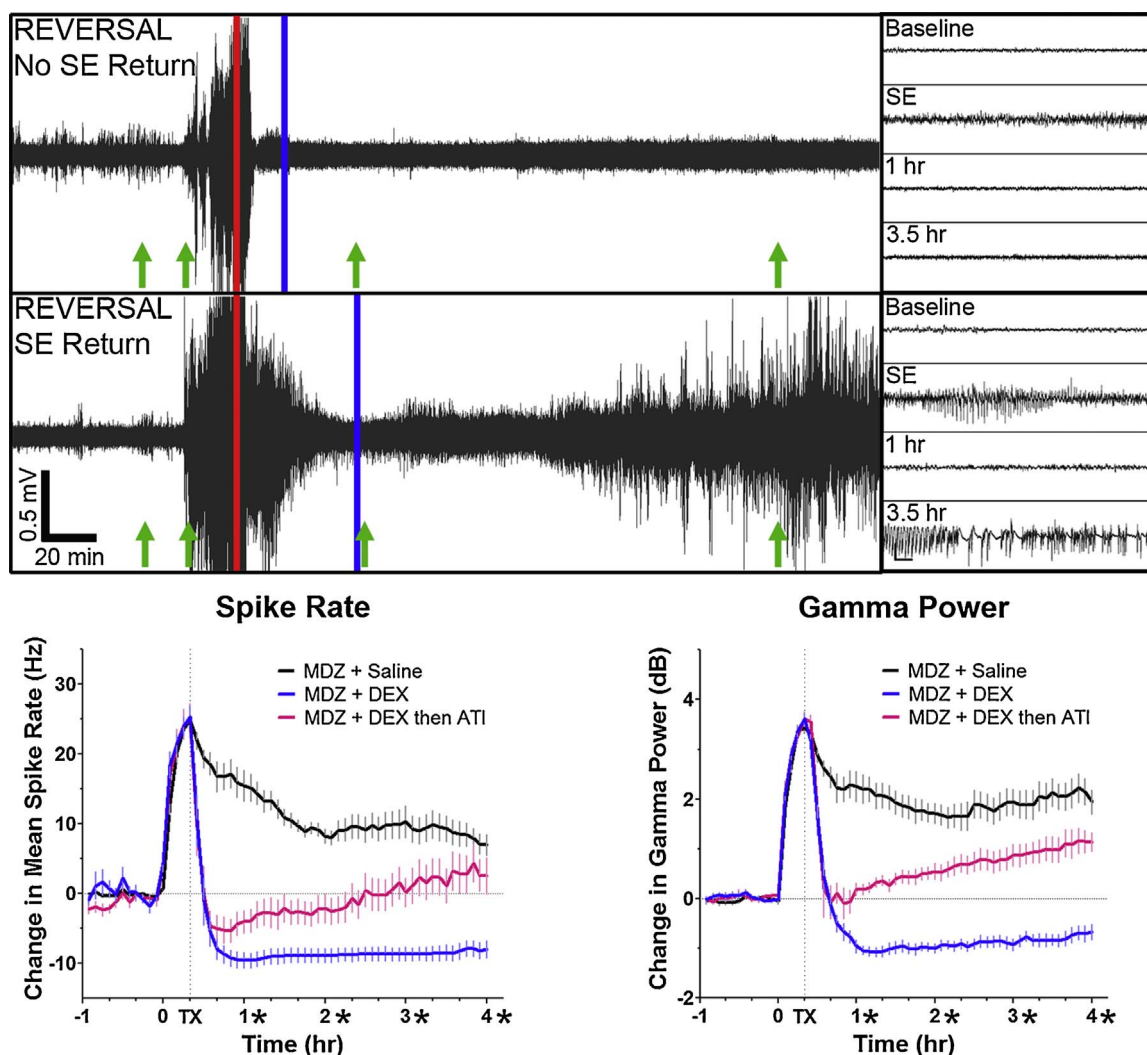 REVERSAL
No SE Return
Baseline
SE
1 hr
3.5 hr
REVERSAL
SE Return
0.5 mV
20 min
Baseline
SE
1 hr
3.5 hr
Spike Rate
Change in Mean Spike Rate (Hz)
30
20
10
0
-10
MDZ + Saline
MDZ + DEX
MDZ + DEX then ATI
-1 0 TX 1* 2* 3* 4*
Time (hr)
Gamma Power
Change in Gamma Power (dB)
4
2
0
-2
MDZ + Saline
MDZ + DEX
MDZ + DEX then ATI
-1 0 TX 1* 2* 3* 4*
Time (hr)